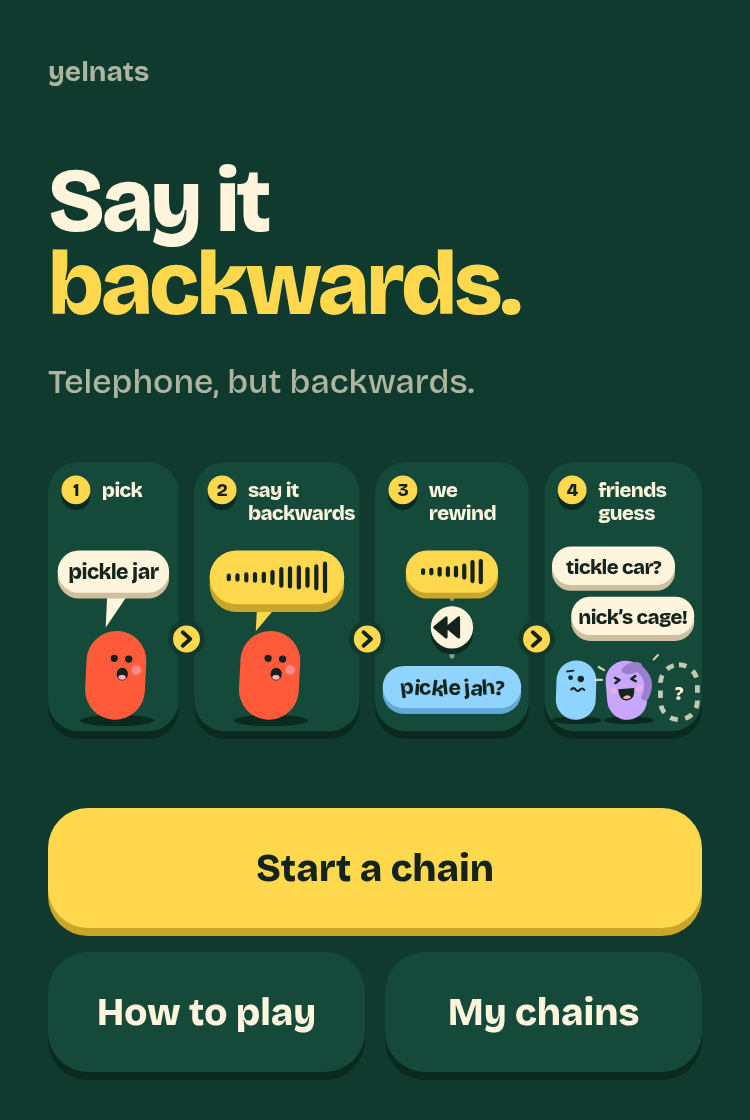 yelnats
Say it
backwards.
Telephone, but backwards.
1 pick
2 say it
backwards
3 we
rewind
4 friends
guess
pickle jar
pickle jah?
tickle car?
nick's cage!
?
Start a chain
How to play
My chains